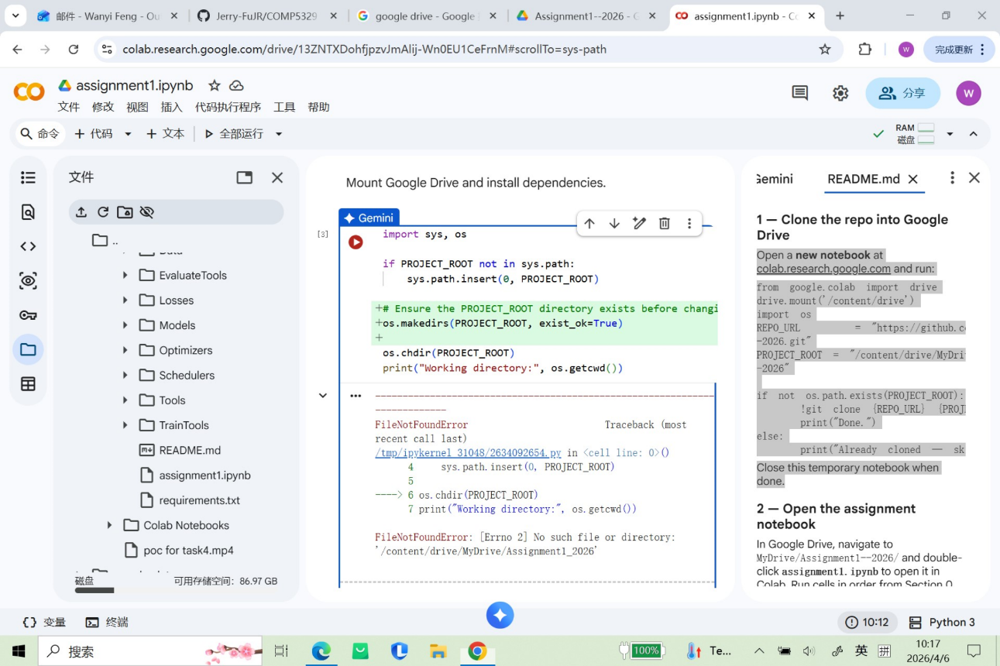 邮件 - Wanyi Feng - Ou
Jerry-FuJR/COMP5329
google drive - Google
Assignment1--2026 - G
assignment1.ipynb - Co
colab.research.google.com/drive/13ZNTXDohfjpzvJmAlij-Wn0EU1CeFrnM#scrollTo=sys-path
W
完成更新
assignment1.ipynb
文件 修改 视图 插入 代码执行程序 工具 帮助
分享
W
命令 + 代码 + 文本 全部运行
RAM
磁盘
文件
..
Data
EvaluateTools
Losses
Models
Optimizers
Schedulers
Tools
TrainTools
README.md
assignment1.ipynb
requirements.txt
Colab Notebooks
poc for task4.mp4
磁盘 可用存储空间：86.97 GB
Mount Google Drive and install dependencies.
Gemini
[3]
import sys, os
if PROJECT_ROOT not in sys.path:
sys.path.insert(0, PROJECT_ROOT)
+# Ensure the PROJECT_ROOT directory exists before changi
+os.makedirs(PROJECT_ROOT, exist_ok=True)
+
os.chdir(PROJECT_ROOT)
print("Working directory:", os.getcwd())
---------------------------------------------------------------------------
FileNotFoundError Traceback (most
recent call last)
/tmp/ipykernel_31048/2634092654.py in <cell line: 0>()
4 sys.path.insert(0, PROJECT_ROOT)
5
----> 6 os.chdir(PROJECT_ROOT)
7 print("Working directory:", os.getcwd())
FileNotFoundError: [Errno 2] No such file or directory:
'/content/drive/MyDrive/Assignment1_2026'
Gemini
README.md
1 — Clone the repo into Google
Drive
Open a new notebook at
colab.research.google.com and run:
from google.colab import drive
drive.mount('/content/drive')
import os
REPO_URL = "https://github.c
-2026.git"
PROJECT_ROOT = "/content/drive/MyDri
-2026"
if not os.path.exists(PROJECT_ROOT):
!git clone {REPO_URL} {PROJ
print("Done.")
else:
print("Already cloned — sk
Close this temporary notebook when
done.
2 — Open the assignment
notebook
In Google Drive, navigate to
MyDrive/Assignment1--2026/ and double-
click assignment1.ipynb to open it in
Colab. Run cells in order from Section 0
{} 变量 终端
10:12
Python 3
搜索
100%
Te...
英
拼
10:17
2026/4/6